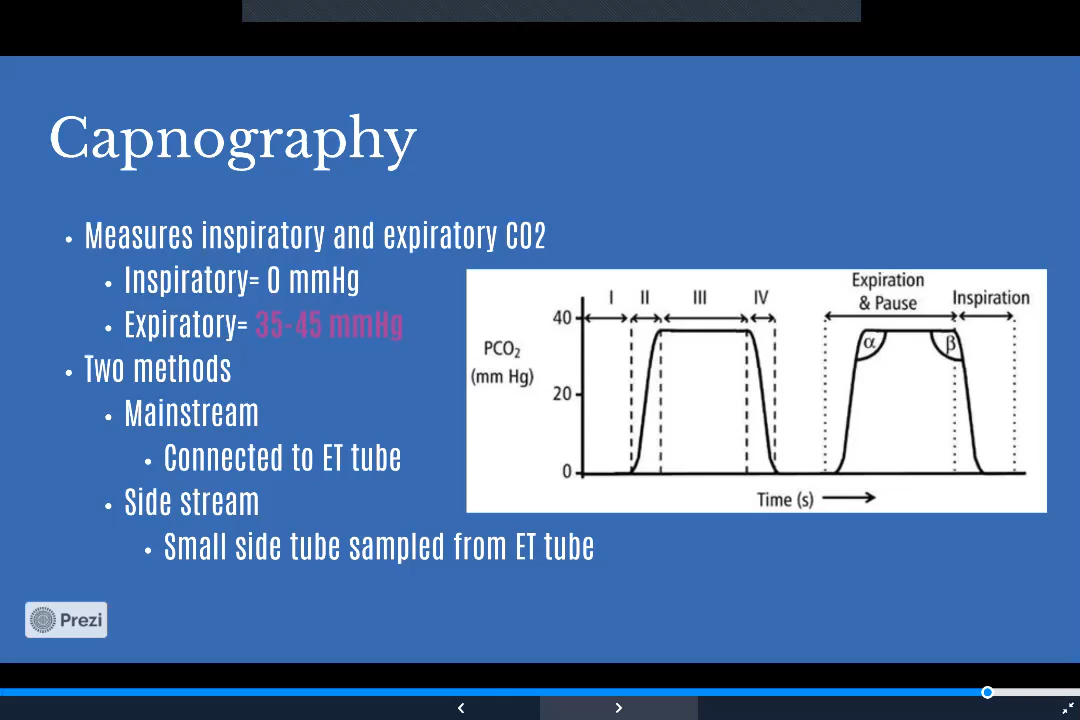 Capnography
• Measures inspiratory and expiratory CO2
• Inspiratory= 0 mmHg
• Expiratory= 35-45 mmHg
• Two methods
• Mainstream
• Connected to ET tube
• Side stream
• Small side tube sampled from ET tube
Expiration
& Pause
Inspiration
I II III IV
40
PCO₂
(mm Hg)
α β
20
0
Time (s)
Prezi